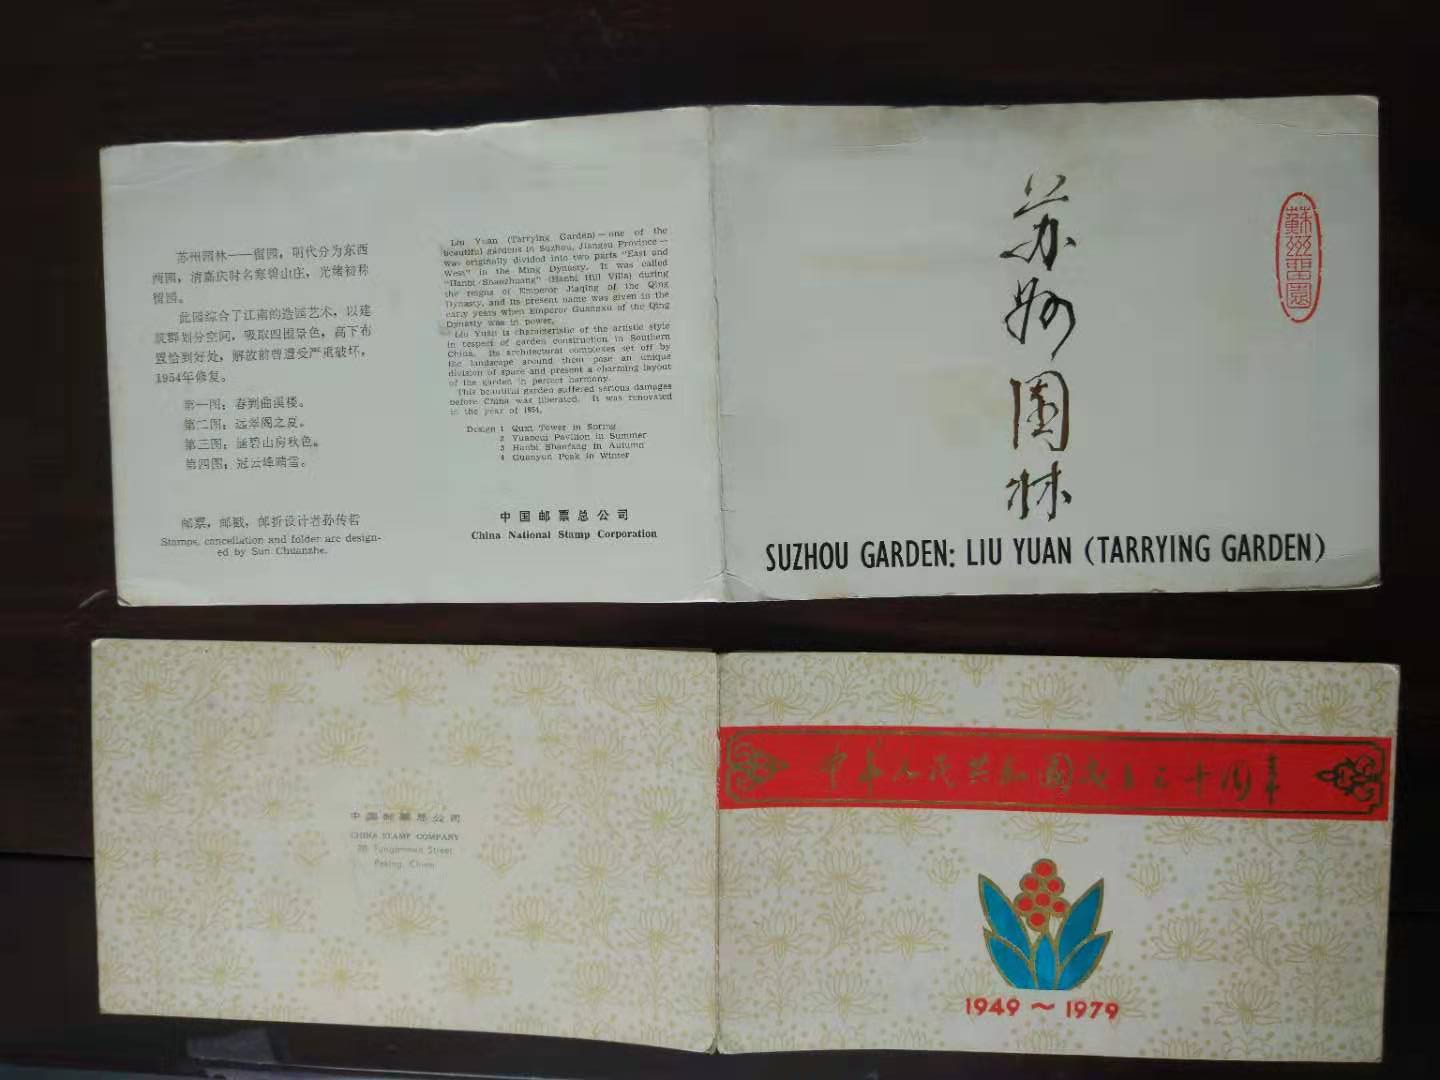 苏州园林——留园，明代分为东西
两园，清嘉庆时名寒碧山庄，光绪初称
留园。
此园综合了江南的造园艺术，以建
筑群划分空间，吸取四围景色，高下布
置恰到好处，解放前曾遭受严重破坏，
1954年修复。
第一图：春到曲溪楼。
第二图：远翠阁之夏。
第三图：涵碧山房秋色。
第四图：冠云峰晴雪。
邮票，邮戳，邮折设计者孙传哲
Stamps, cancellation and folder are design-
ed by Sun Chuanzhe.
Liu Yuan (Tarrying Garden)—one of the
beautiful gardens in Suzhou, Jiangsu Province—
was originally divided into two parts "East and
West" in the Ming Dynasty. It was called
"Hanbi Shanzhuang" (Hanbi Hill Villa) during
the reigns of Emperor Jiaqing of the Qing
Dynasty, and its present name was given in the
early years when Emperor Guangxu of the Qing
Dynasty was in power.
Liu Yuan is characteristic of the artistic style
in respect of garden construction in Southern
China. Its architectural complexes set off by
the landscape around them pose an unique
division of space and present a charming layout
of the garden in perfect harmony.
This beautiful garden suffered serious damages
before China was liberated. It was renovated
in the year of 1954.
Design 1 Quxi Tower in Spring
2 Yuancui Pavilion in Summer
3 Hanbi Shanfang in Autumn
4 Guanyun Peak in Winter
中国邮票总公司
China National Stamp Corporation
苏州园林
蘇州留園
SUZHOU GARDEN: LIU YUAN (TARRYING GARDEN)
中国邮票总公司
CHINA STAMP COMPANY
28 Tunganmen Street
Peking, China
中华人民共和国成立三十周年
1949～1979